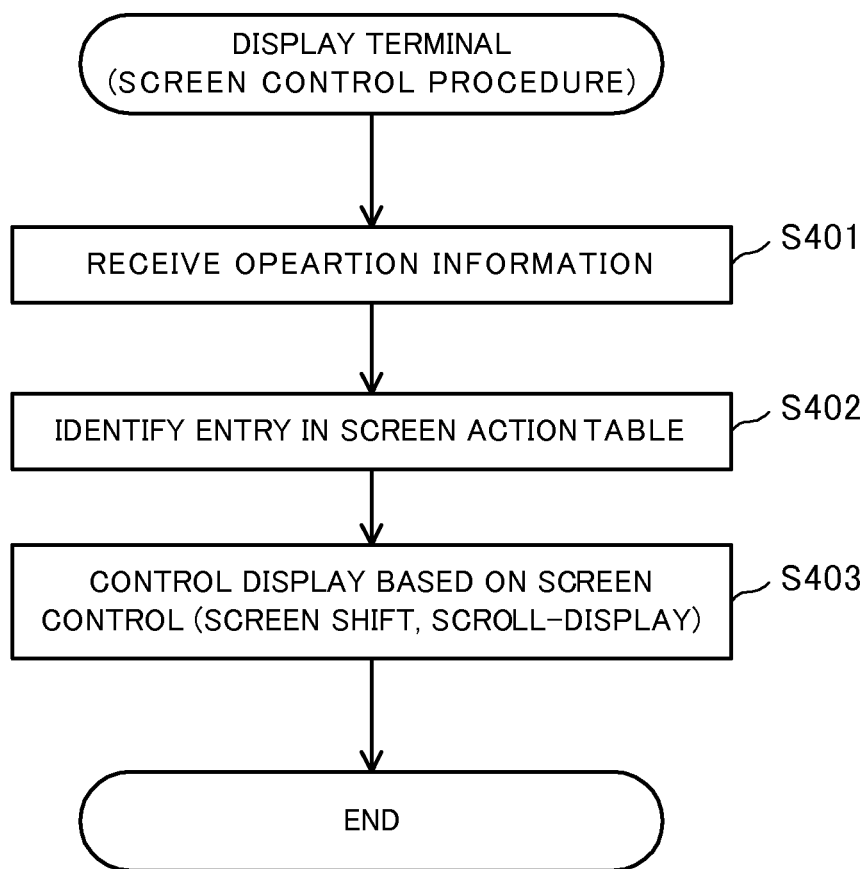 DISPLAY TERMINAL
(SCREEN CONTROL PROCEDURE)
RECEIVE OPEARTION INFORMATION
S401
IDENTIFY ENTRY IN SCREEN ACTION TABLE
S402
CONTROL DISPLAY BASED ON SCREEN
CONTROL (SCREEN SHIFT, SCROLL-DISPLAY)
S403
END